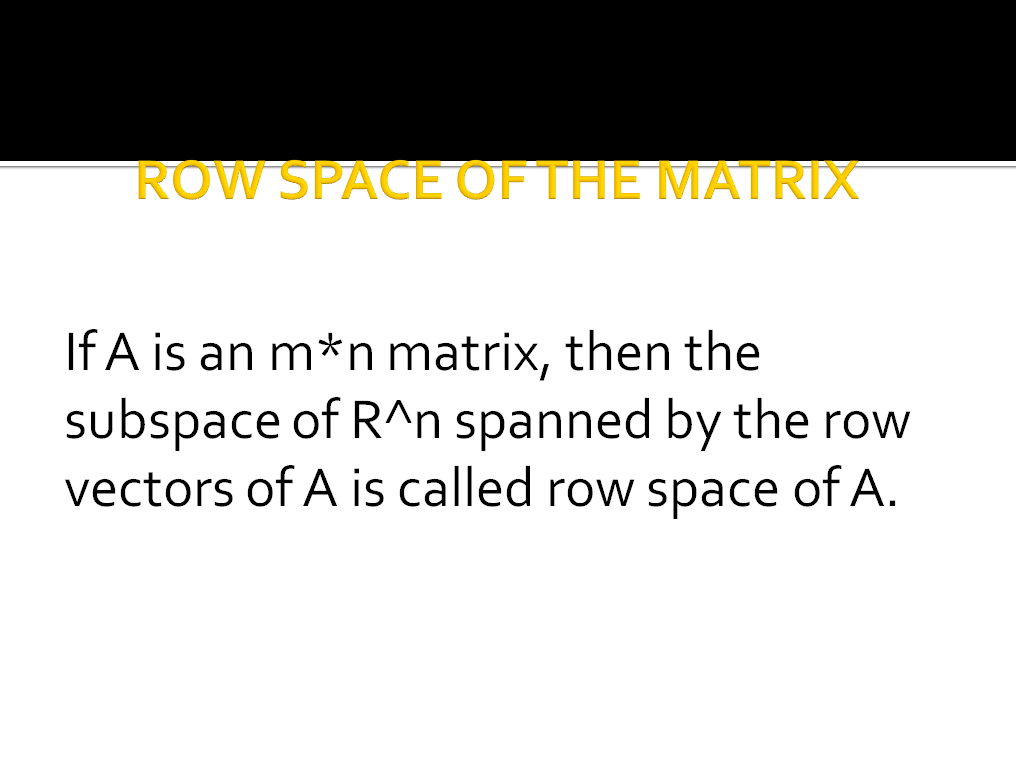 ROW SPACE OF THE MATRIX
If A is an m*n matrix, then the
subspace of R^n spanned by the row
vectors of A is called row space of A.